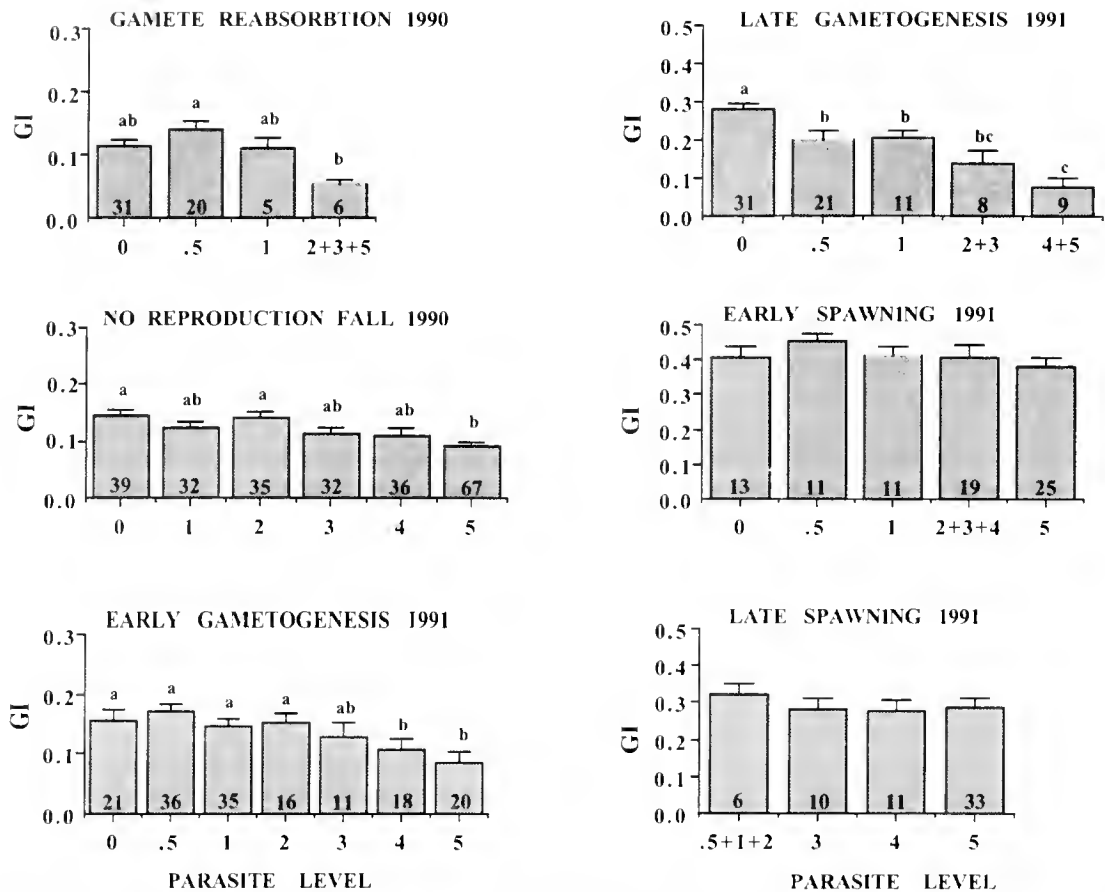 GAMETE REABSORBTION 1990
0.3
0.2
0.1
0.0
GI
ab
a
ab
b
31 20 5 6
0 .5 1 2+3+5
LATE GAMETOGENESIS 1991
0.5
0.4
0.3
0.2
0.1
0.0
GI
a
b
b
bc
c
31 21 11 8 9
0 .5 1 2+3 4+5
NO REPRODUCTION FALL 1990
0.3
0.2
0.1
0.0
GI
a
ab
a
ab
ab
b
39 32 35 32 36 67
0 1 2 3 4 5
EARLY SPAWNING 1991
0.5
0.4
0.3
0.2
0.1
0.0
GI
13 11 11 19 25
0 .5 1 2+3+4 5
EARLY GAMETOGENESIS 1991
0.3
0.2
0.1
0.0
GI
a
a
a
a
ab
b
b
21 36 35 16 11 18 20
0 .5 1 2 3 4 5
PARASITE LEVEL
LATE SPAWNING 1991
0.5
0.4
0.3
0.2
0.1
0.0
GI
6 10 11 33
.5+1+2 3 4 5
PARASITE LEVEL